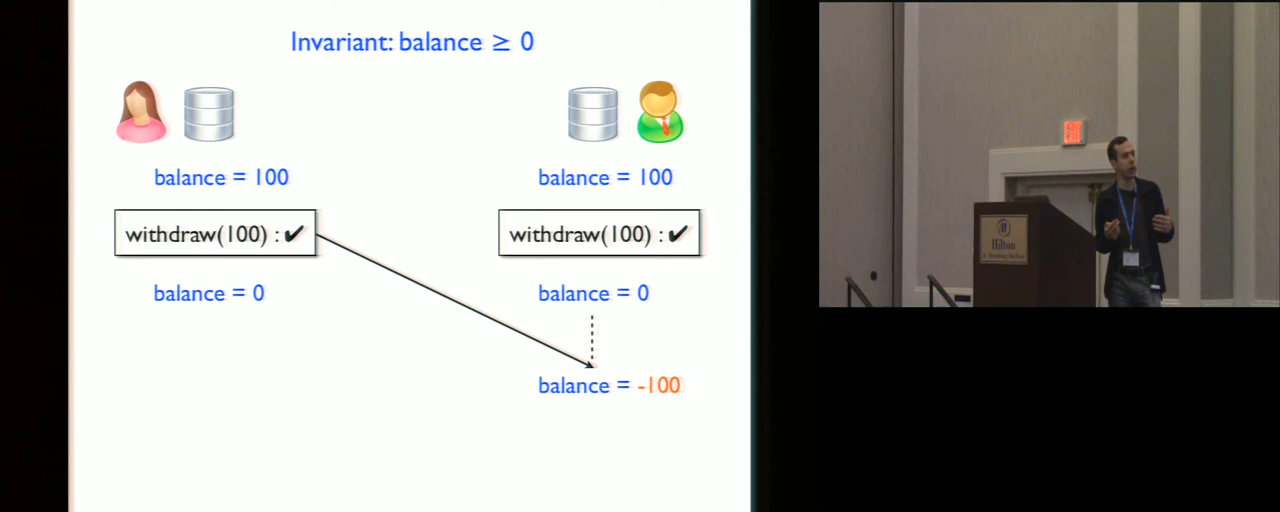 Invariant: balance ≥ 0
balance = 100
balance = 100
withdraw(100) : ✔
withdraw(100) : ✔
balance = 0
balance = 0
balance = -100
Hilton